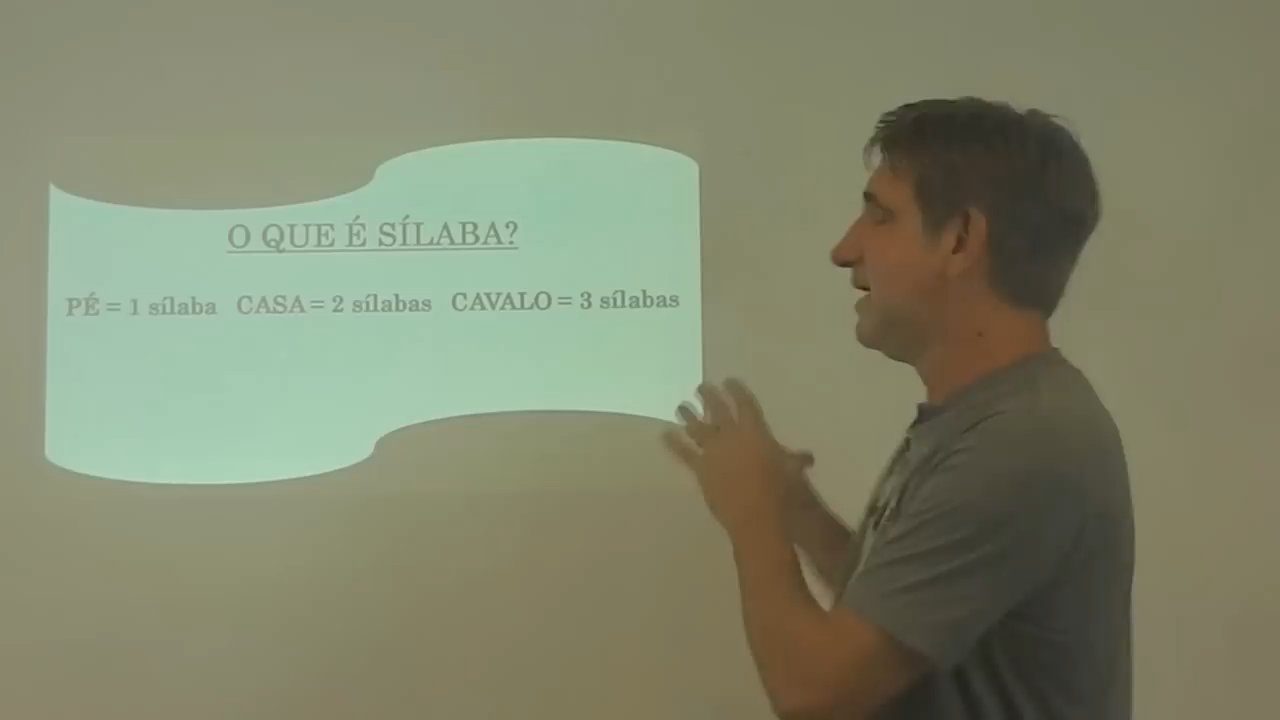 O QUE É SÍLABA?
PÉ = 1 sílaba CASA = 2 sílabas CAVALO = 3 sílabas